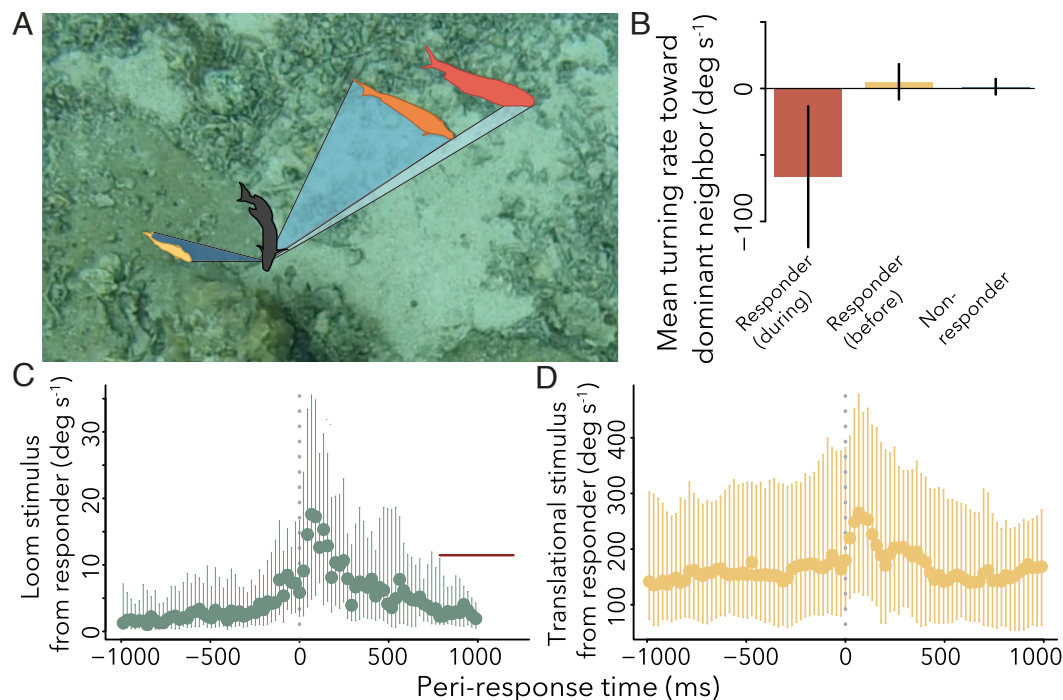 A
B
Mean turning rate toward
dominant neighbor (deg s-1)
0
−100
Responder
(during)
Responder
(before)
Non-
responder
C
Loom stimulus
from responder (deg s-1)
30
20
10
0
−1000
−500
0
500
1000
D
Translational stimulus
from responder (deg s-1)
400
300
200
100
−1000
−500
0
500
1000
Peri-response time (ms)